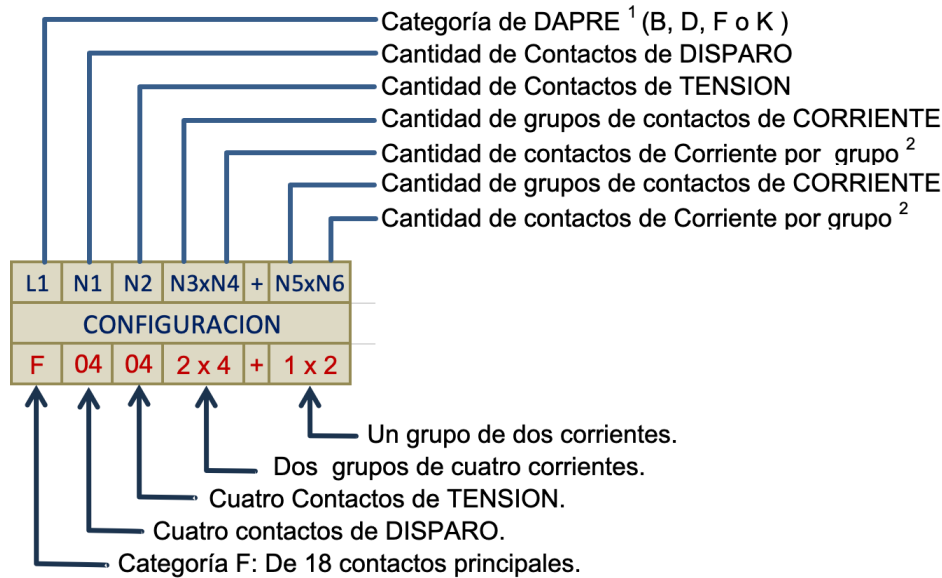 Categoría de DAPRE 1 (B, D, F o K )
Cantidad de Contactos de DISPARO
Cantidad de Contactos de TENSION
Cantidad de grupos de contactos de CORRIENTE
Cantidad de contactos de Corriente por grupo 2
Cantidad de grupos de contactos de CORRIENTE
Cantidad de contactos de Corriente por grupo 2
L1 N1 N2 N3xN4 + N5xN6
CONFIGURACION
F 04 04 2 x 4 + 1 x 2
Un grupo de dos corrientes.
Dos grupos de cuatro corrientes.
Cuatro Contactos de TENSION.
Cuatro contactos de DISPARO.
Categoría F: De 18 contactos principales.